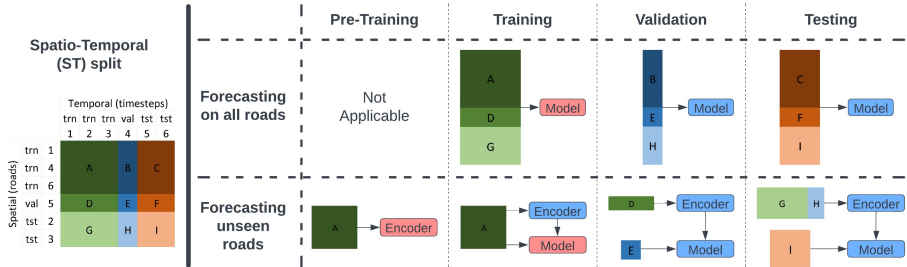 Spatio-Temporal
(ST) split
Temporal (timesteps)
trn trn trn val tst tst
1 2 3 4 5 6
Spatial (roads)
trn 1
trn 4
trn 6
val 5
tst 2
tst 3
A B C
D E F
G H I
Pre-Training Training Validation Testing
Forecasting
on all roads
Not
Applicable
A
D
G
Model
B
E
H
Model
C
F
I
Model
Forecasting
unseen
roads
A Encoder
A Encoder
Model
D Encoder
E Model
G H Encoder
I Model